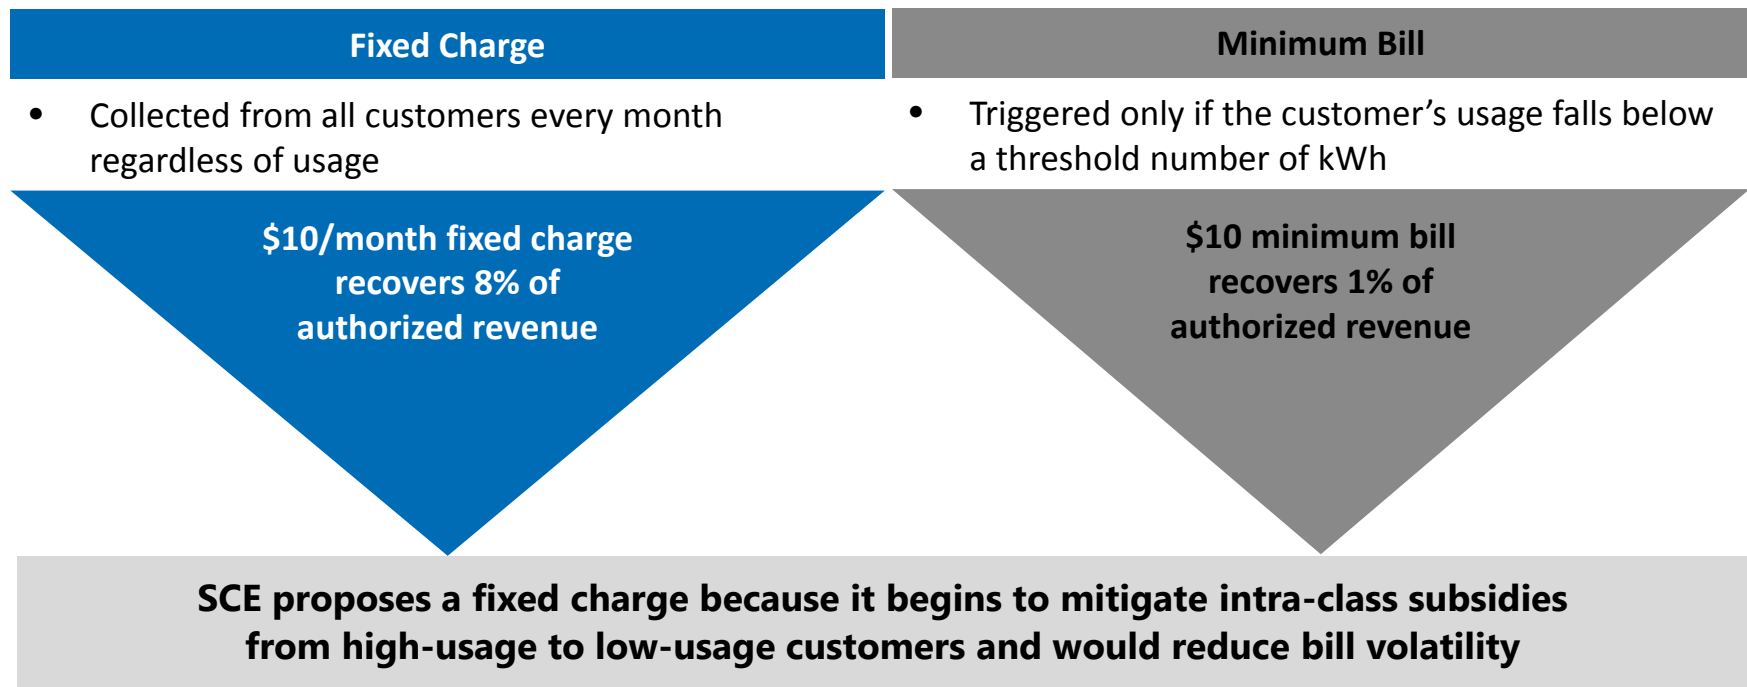 Fixed Charge
• Collected from all customers every month
regardless of usage
$10/month fixed charge
recovers 8% of
authorized revenue
Minimum Bill
• Triggered only if the customer’s usage falls below
a threshold number of kWh
$10 minimum bill
recovers 1% of
authorized revenue
SCE proposes a fixed charge because it begins to mitigate intra-class subsidies
from high-usage to low-usage customers and would reduce bill volatility